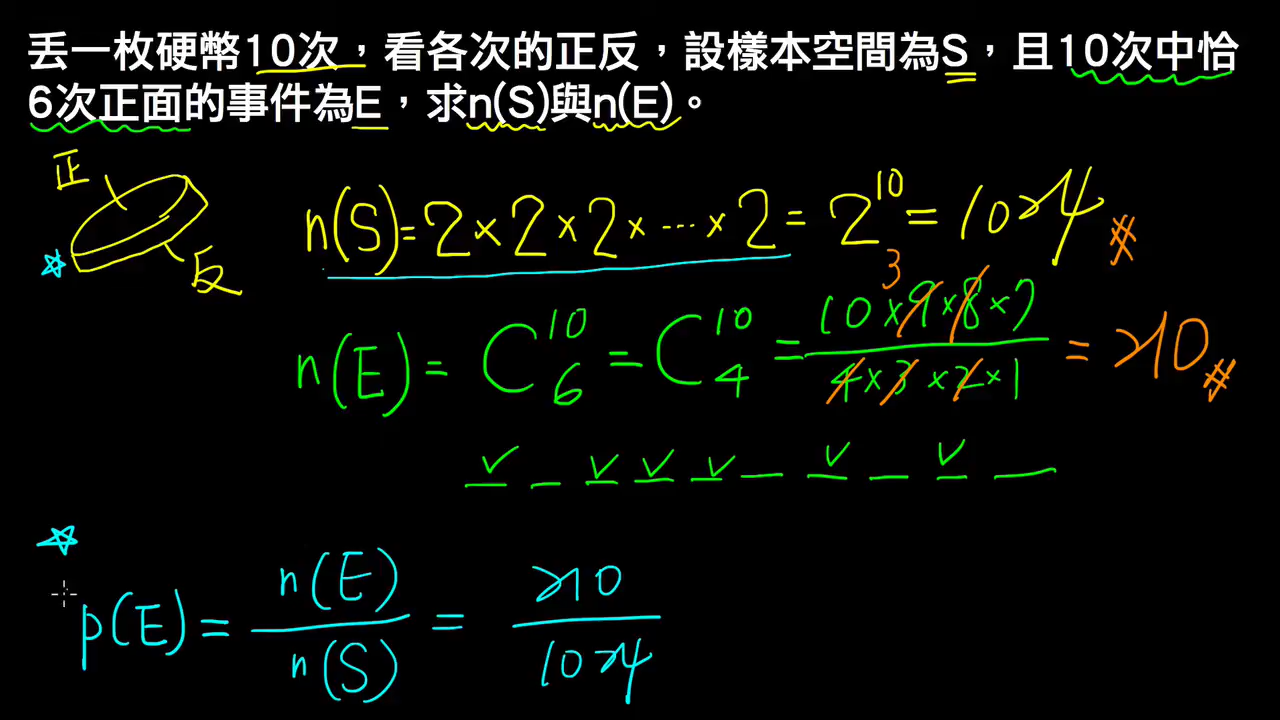 丟一枚硬幣10次，看各次的正反，設樣本空間為S，且10次中恰
6次正面的事件為E，求n(S)與n(E)。
正
反
n(S)=2×2×2×…×2=2^10=1024 #
n(E)=C^10_6=C^10_4=(10×9×8×7)/(4×3×2×1)=210 #
3
p(E)=n(E)/n(S)=210/1024